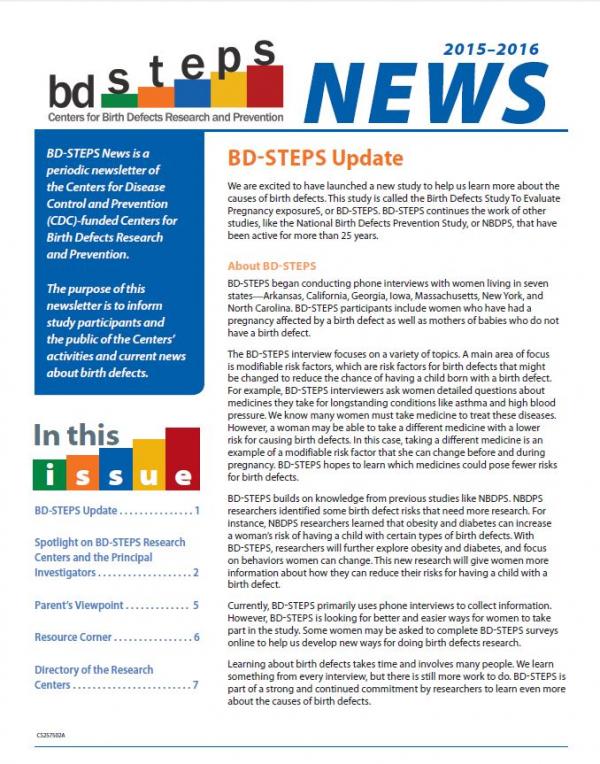 bd steps
Centers for Birth Defects Research and Prevention
2015–2016
NEWS
BD-STEPS News is a
periodic newsletter of
the Centers for Disease
Control and Prevention
(CDC)-funded Centers for
Birth Defects Research
and Prevention.
The purpose of this
newsletter is to inform
study participants and
the public of the Centers’
activities and current news
about birth defects.
In this
issue
BD-STEPS Update . . . . . . . . . . . . . . . 1
Spotlight on BD-STEPS Research
Centers and the Principal
Investigators . . . . . . . . . . . . . . . . . . . 2
Parent’s Viewpoint . . . . . . . . . . . . . 5
Resource Corner . . . . . . . . . . . . . . . . 6
Directory of the Research
Centers . . . . . . . . . . . . . . . . . . . . . . . . 7
BD-STEPS Update
We are excited to have launched a new study to help us learn more about the
causes of birth defects. This study is called the Birth Defects Study To Evaluate
Pregnancy exposureS, or BD-STEPS. BD-STEPS continues the work of other
studies, like the National Birth Defects Prevention Study, or NBDPS, that have
been active for more than 25 years.
About BD-STEPS
BD-STEPS began conducting phone interviews with women living in seven
states—Arkansas, California, Georgia, Iowa, Massachusetts, New York, and
North Carolina. BD-STEPS participants include women who have had a
pregnancy affected by a birth defect as well as mothers of babies who do not
have a birth defect.
The BD-STEPS interview focuses on a variety of topics. A main area of focus
is modifiable risk factors, which are risk factors for birth defects that might
be changed to reduce the chance of having a child born with a birth defect.
For example, BD-STEPS interviewers ask women detailed questions about
medicines they take for longstanding conditions like asthma and high blood
pressure. We know many women must take medicine to treat these diseases.
However, a woman may be able to take a different medicine with a lower
risk for causing birth defects. In this case, taking a different medicine is an
example of a modifiable risk factor that she can change before and during
pregnancy. BD-STEPS hopes to learn which medicines could pose fewer risks
for birth defects.
BD-STEPS builds on knowledge from previous studies like NBDPS. NBDPS
researchers identified some birth defect risks that need more research. For
instance, NBDPS researchers learned that obesity and diabetes can increase
a woman’s risk of having a child with certain types of birth defects. With
BD-STEPS, researchers will further explore obesity and diabetes, and focus
on behaviors women can change. This new research will give women more
information about how they can reduce their risks for having a child with a
birth defect.
Currently, BD-STEPS primarily uses phone interviews to collect information.
However, BD-STEPS is looking for better and easier ways for women to take
part in the study. Some women may be asked to complete BD-STEPS surveys
online to help us develop new ways for doing birth defects research.
Learning about birth defects takes time and involves many people. We learn
something from every interview, but there is still more work to do. BD-STEPS is
part of a strong and continued commitment by researchers to learn even more
about the causes of birth defects.
CS257502A